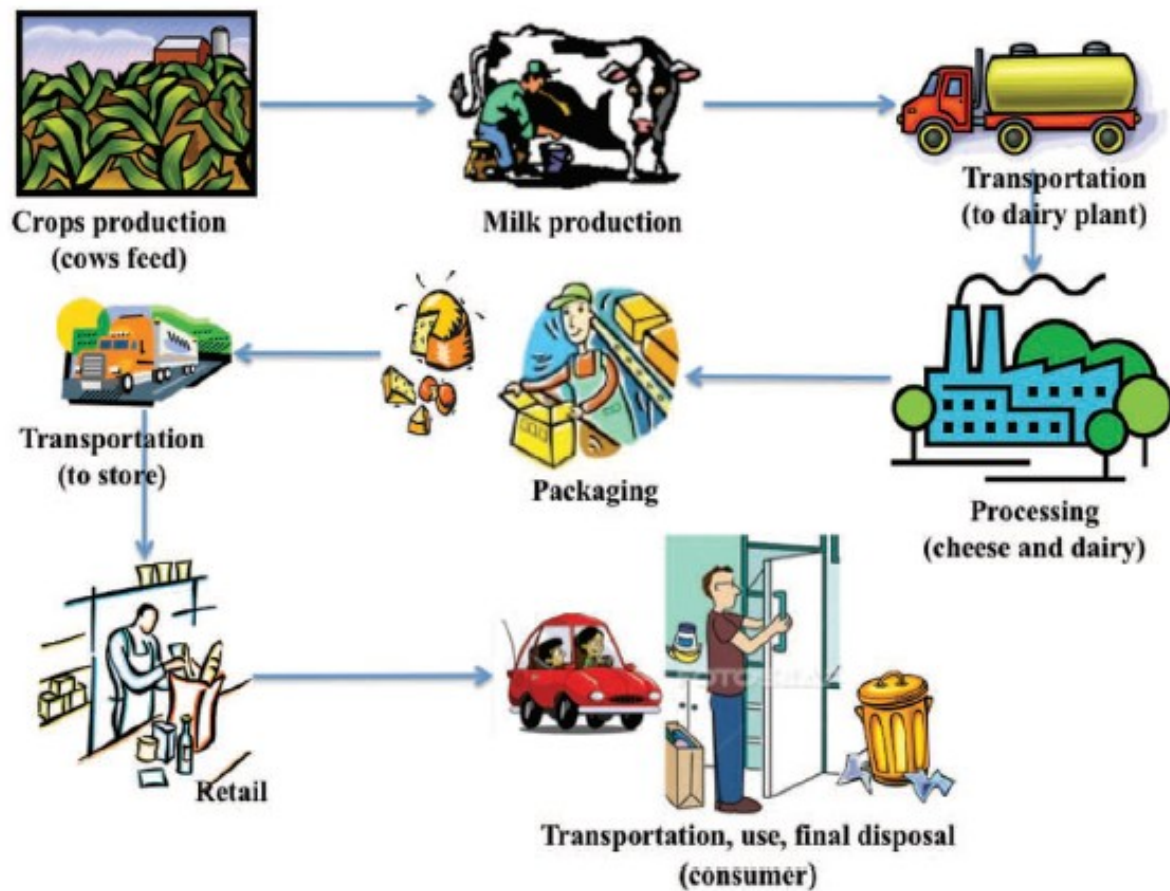 Crops production
(cows feed)
Milk production
Transportation
(to dairy plant)
Processing
(cheese and dairy)
Packaging
Transportation
(to store)
Retail
Transportation, use, final disposal
(consumer)